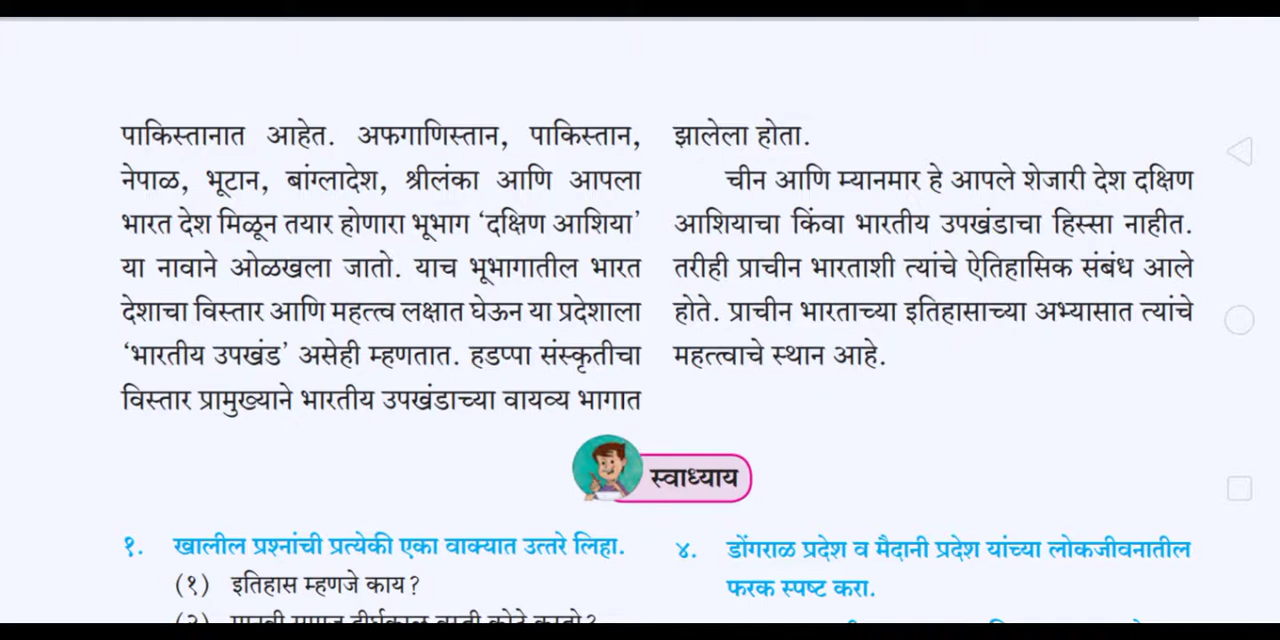 पाकिस्तानात आहेत. अफगाणिस्तान, पाकिस्तान,
नेपाळ, भूटान, बांग्लादेश, श्रीलंका आणि आपला
भारत देश मिळून तयार होणारा भूभाग ‘दक्षिण आशिया’
या नावाने ओळखला जातो. याच भूभागातील भारत
देशाचा विस्तार आणि महत्त्व लक्षात घेऊन या प्रदेशाला
‘भारतीय उपखंड’ असेही म्हणतात. हडप्पा संस्कृतीचा
विस्तार प्रामुख्याने भारतीय उपखंडाच्या वायव्य भागात
झालेला होता.
चीन आणि म्यानमार हे आपले शेजारी देश दक्षिण
आशियाचा किंवा भारतीय उपखंडाचा हिस्सा नाहीत.
तरीही प्राचीन भारताशी त्यांचे ऐतिहासिक संबंध आले
होते. प्राचीन भारताच्या इतिहासाच्या अभ्यासात त्यांचे
महत्त्वाचे स्थान आहे.
स्वाध्याय
१. खालील प्रश्नांची प्रत्येकी एका वाक्यात उत्तरे लिहा.
(१) इतिहास म्हणजे काय?
४. डोंगराळ प्रदेश व मैदानी प्रदेश यांच्या लोकजीवनातील
फरक स्पष्ट करा.